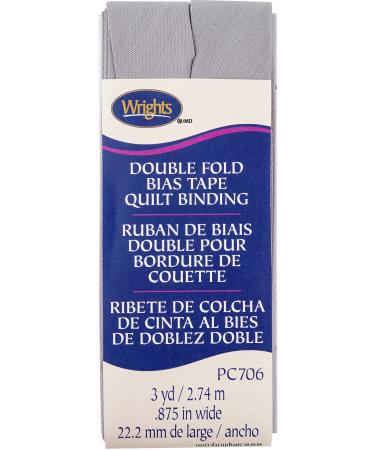 Wrights
®/MD
DOUBLE FOLD
BIAS TAPE
QUILT BINDING
RUBAN DE BIAIS
DOUBLE POUR
BORDURE DE
COUETTE
RIBETE DE COLCHA
DE CINTA AL BIES
DE DOBLEZ DOBLE
PC706
3 yd / 2.74 m
.875 in wide
22.2 mm de large / ancho